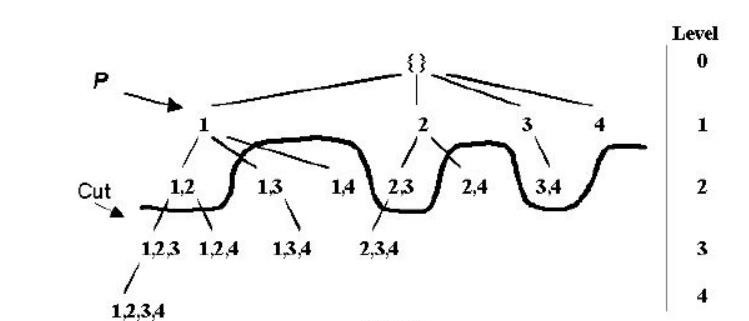 Level
{} 0
P
1 2 3 4 1
Cut 1,2 1,3 1,4 2,3 2,4 3,4 2
1,2,3 1,2,4 1,3,4 2,3,4 3
1,2,3,4 4